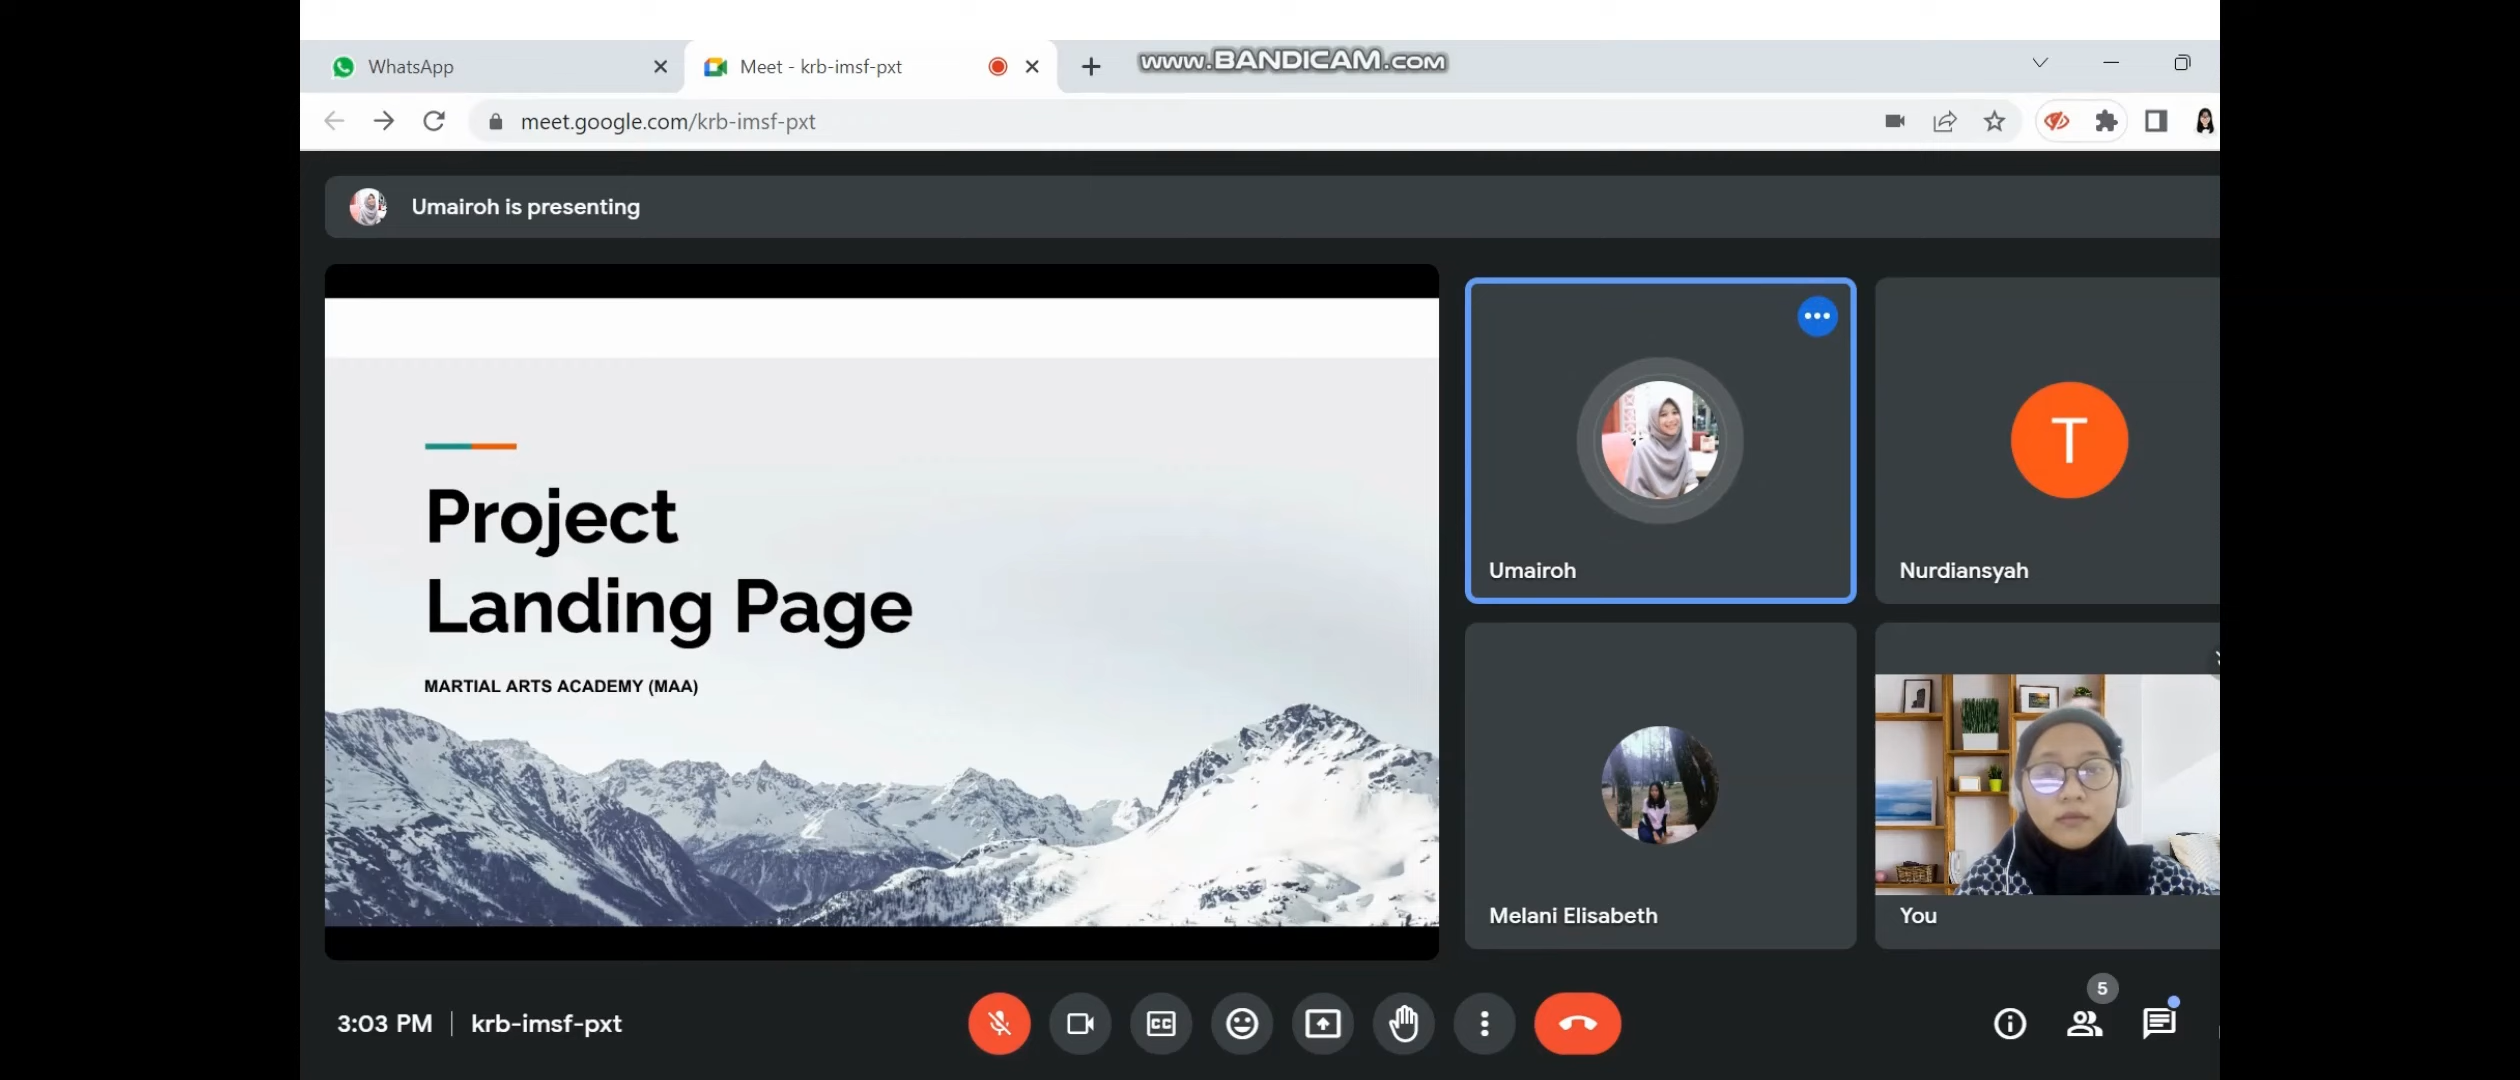 WhatsApp
Meet - krb-imsf-pxt
www.BANDICAM.COM
meet.google.com/krb-imsf-pxt
Umairoh is presenting
Project
Landing Page
MARTIAL ARTS ACADEMY (MAA)
Umairoh
T
Nurdiansyah
Melani Elisabeth
You
3:03 PM
krb-imsf-pxt
CC
5